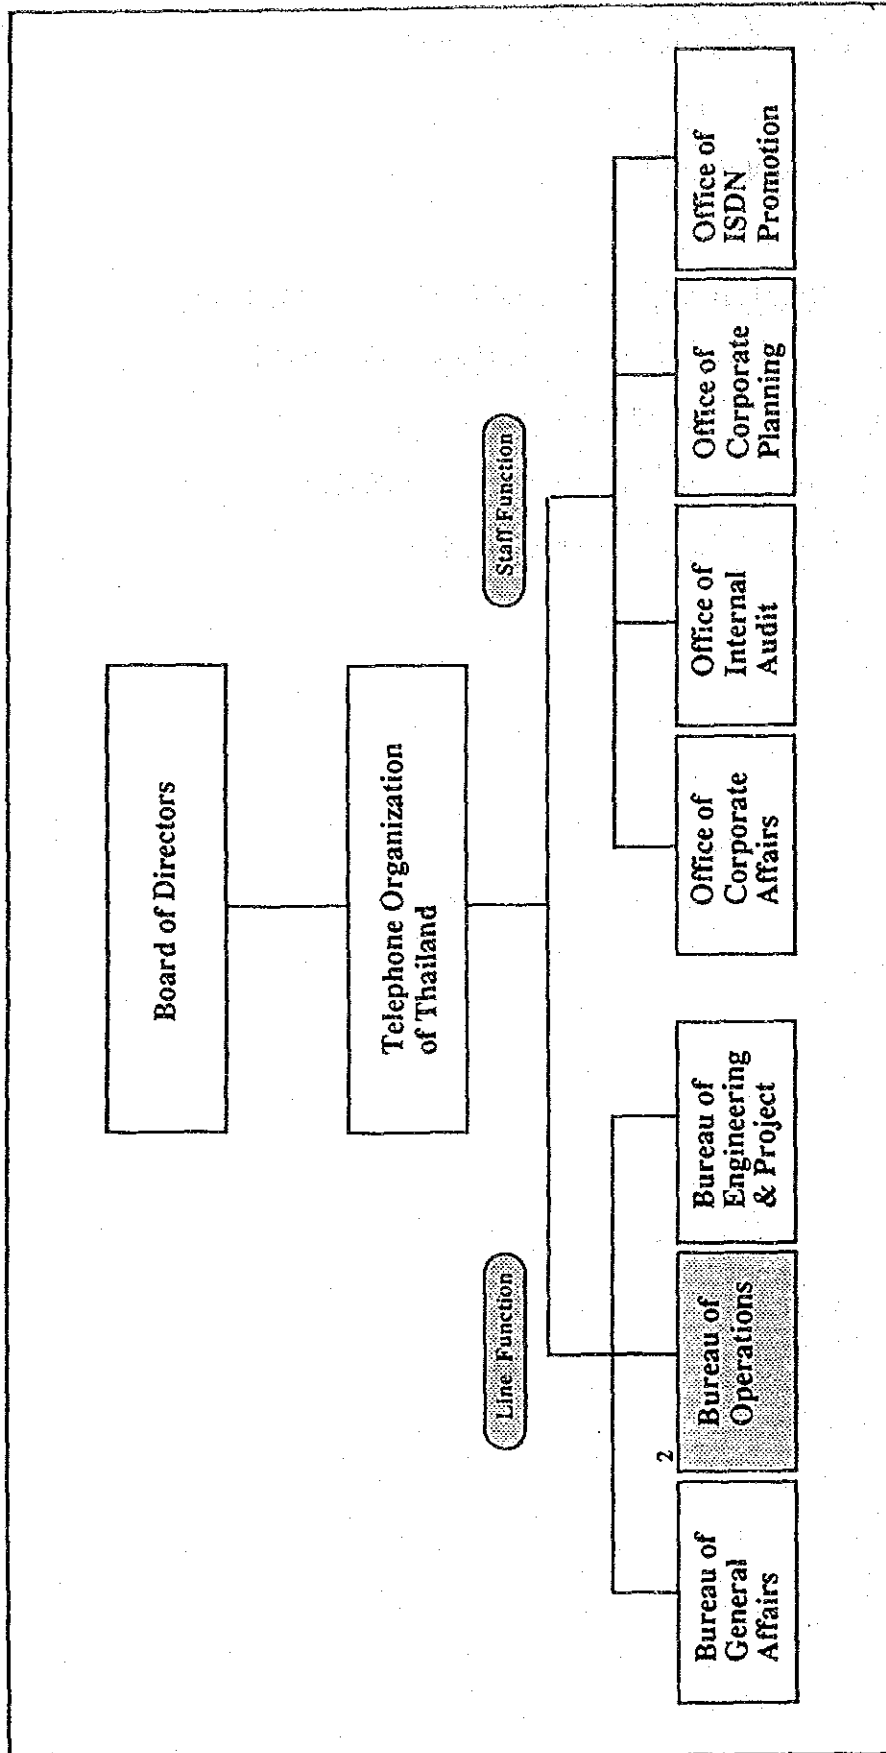 Board of Directors
Telephone Organization
of Thailand
Line Function
Staff Function
Bureau of
General
Affairs
2
Bureau of
Operations
Bureau of
Engineering
& Project
Office of
Corporate
Affairs
Office of
Internal
Audit
Office of
Corporate
Planning
Office of
ISDN
Promotion